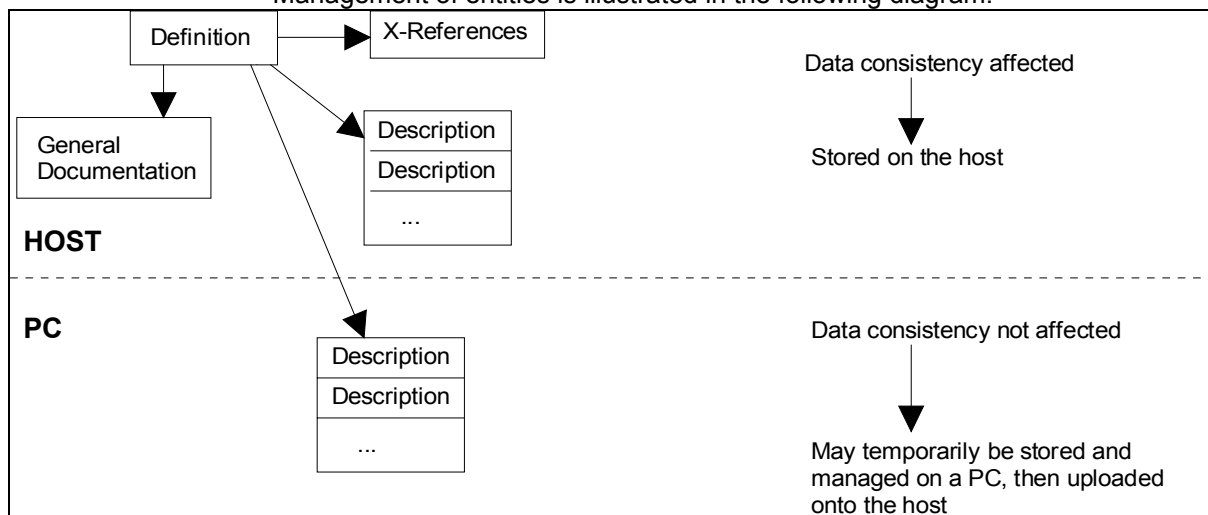 Management of entities is illustrated in the following diagram.
Definition
X-References
Data consistency affected
General
Documentation
Description
Description
...
Stored on the host
HOST
PC
Description
Description
...
Data consistency not affected
May temporarily be stored and
managed on a PC, then uploaded
onto the host